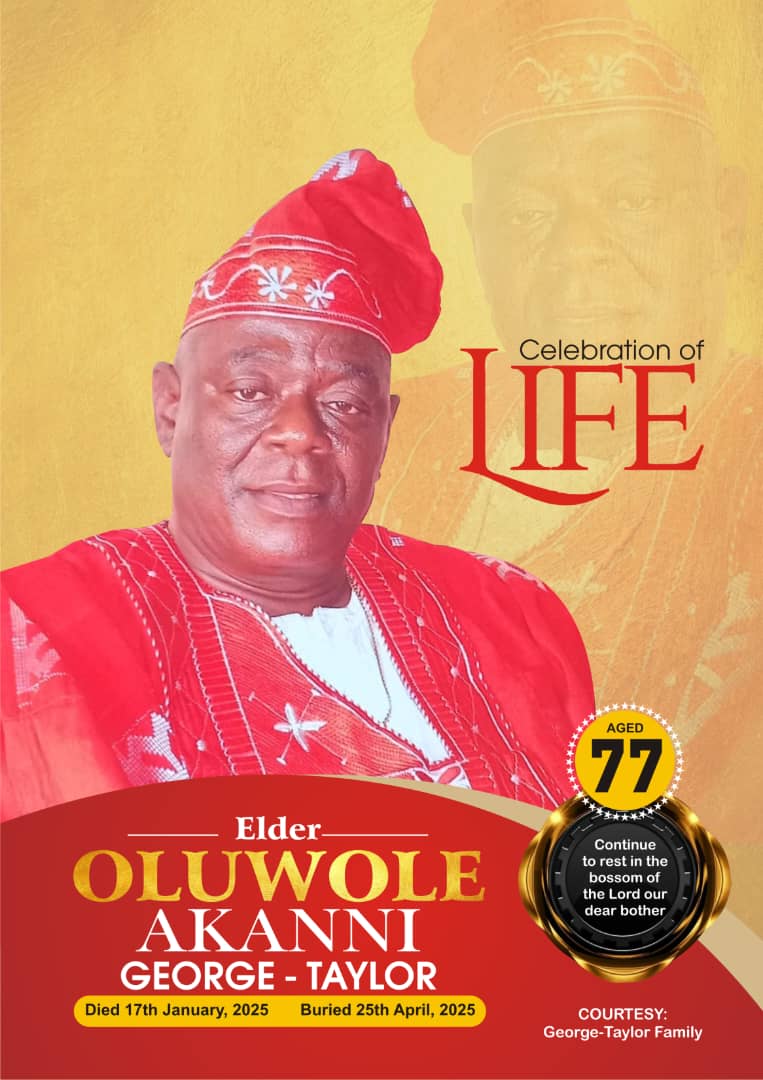 Celebration of
LIFE
AGED
77
Continue
to rest in the
bossom of
the Lord our
dear bother
Elder
OLUWOLE
AKANNI
GEORGE - TAYLOR
Died 17th January, 2025 Buried 25th April, 2025
COURTESY:
George-Taylor Family